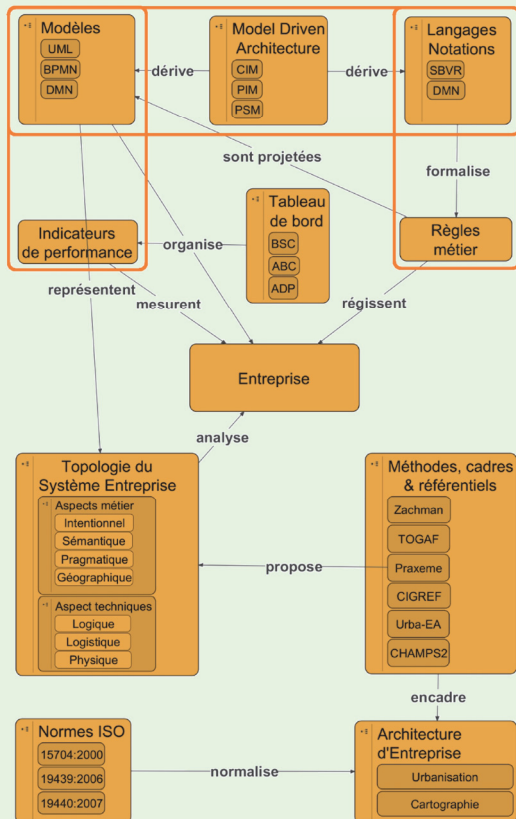 Modèles
UML
BPMN
DMN
dérive
Model Driven
Architecture
CIM
PIM
PSM
dérive
Langages
Notations
SBVR
DMN
sont projetées
formalise
Indicateurs
de performance
organise
Tableau
de bord
BSC
ABC
ADP
Règles
métier
représentent
mesurent
régissent
Entreprise
analyse
Topologie du
Système Entreprise
Aspects métier
Intentionnel
Sémantique
Pragmatique
Géographique
Aspect techniques
Logique
Logistique
Physique
propose
Méthodes, cadres
& référentiels
Zachman
TOGAF
Praxeme
CIGREF
Urba-EA
CHAMPS2
encadre
Normes ISO
15704:2000
19439:2006
19440:2007
normalise
Architecture
d'Entreprise
Urbanisation
Cartographie